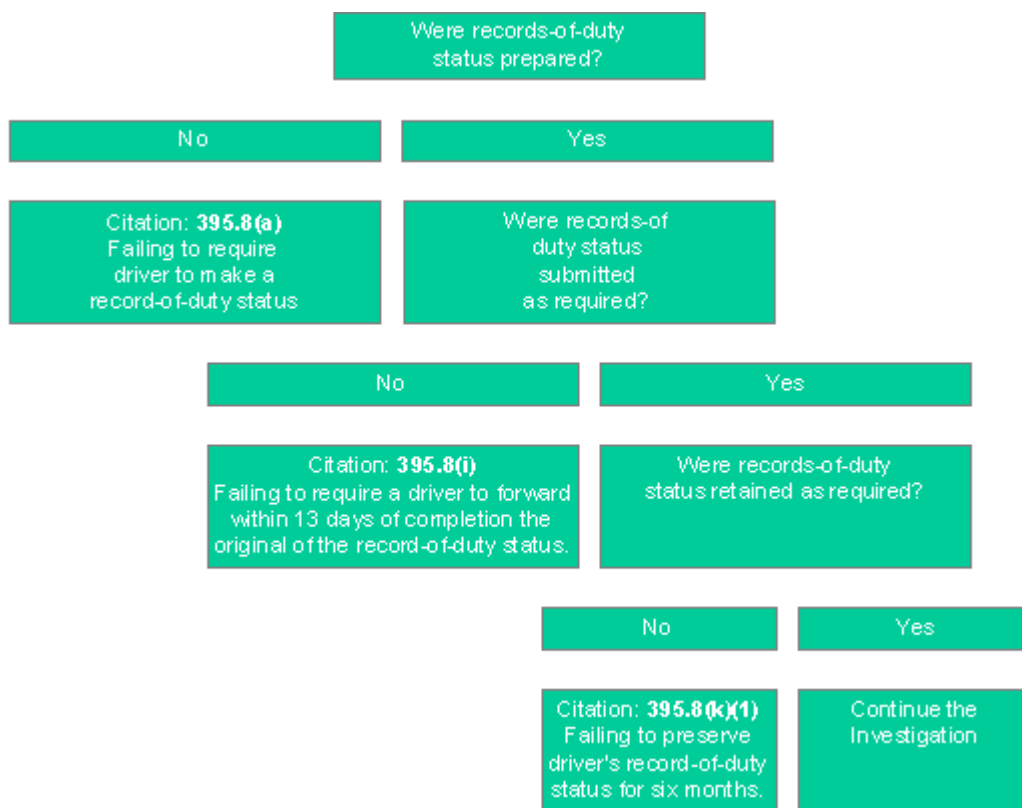 Were records-of-duty
status prepared?
No
Yes
Citation: 395.8(a)
Failing to require
driver to make a
record-of-duty status
Were records-of
duty status
submitted
as required?
No
Yes
Citation: 395.8(i)
Failing to require a driver to forward
within 13 days of completion the
original of the record-of-duty status.
Were records-of-duty
status retained as required?
No
Yes
Citation: 395.8(k)(1)
Failing to preserve
driver's record-of-duty
status for six months.
Continue the
Investigation